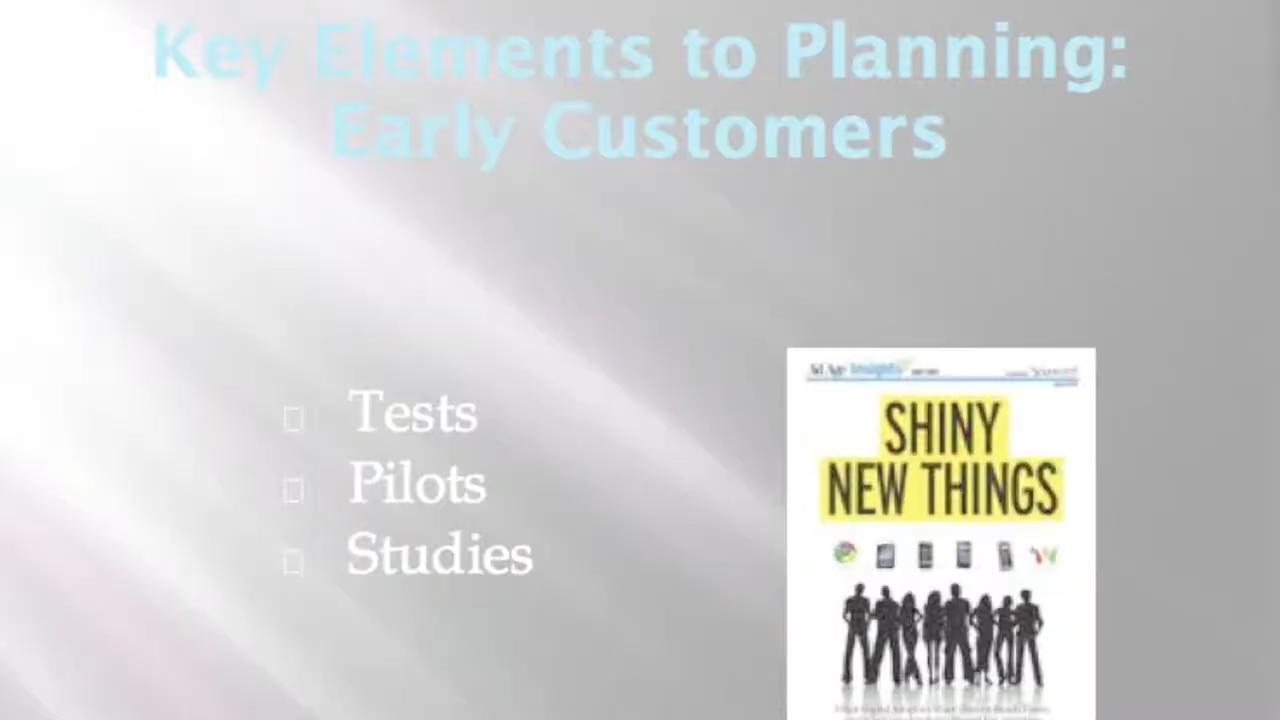 Key Elements to Planning:
Early Customers
Tests
Pilots
Studies
Ad Age Insights
SHINY
NEW THINGS